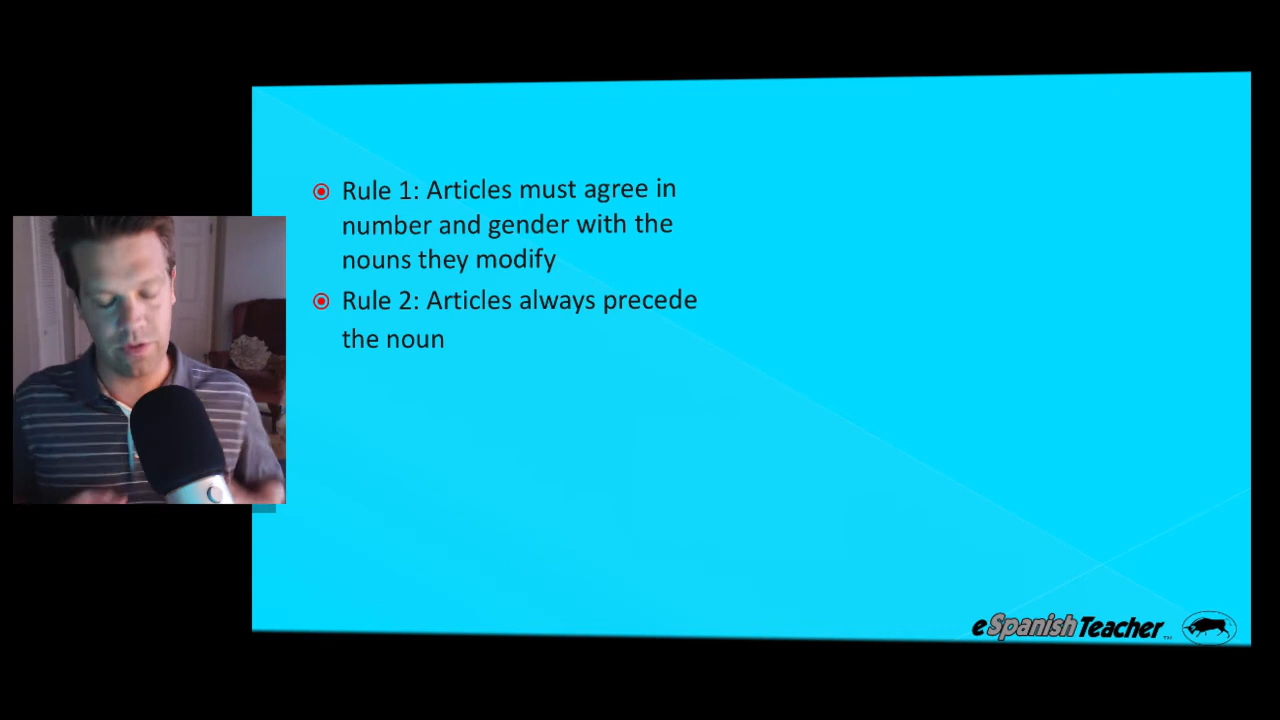 Rule 1: Articles must agree in
number and gender with the
nouns they modify
Rule 2: Articles always precede
the noun
eSpanishTeacher™